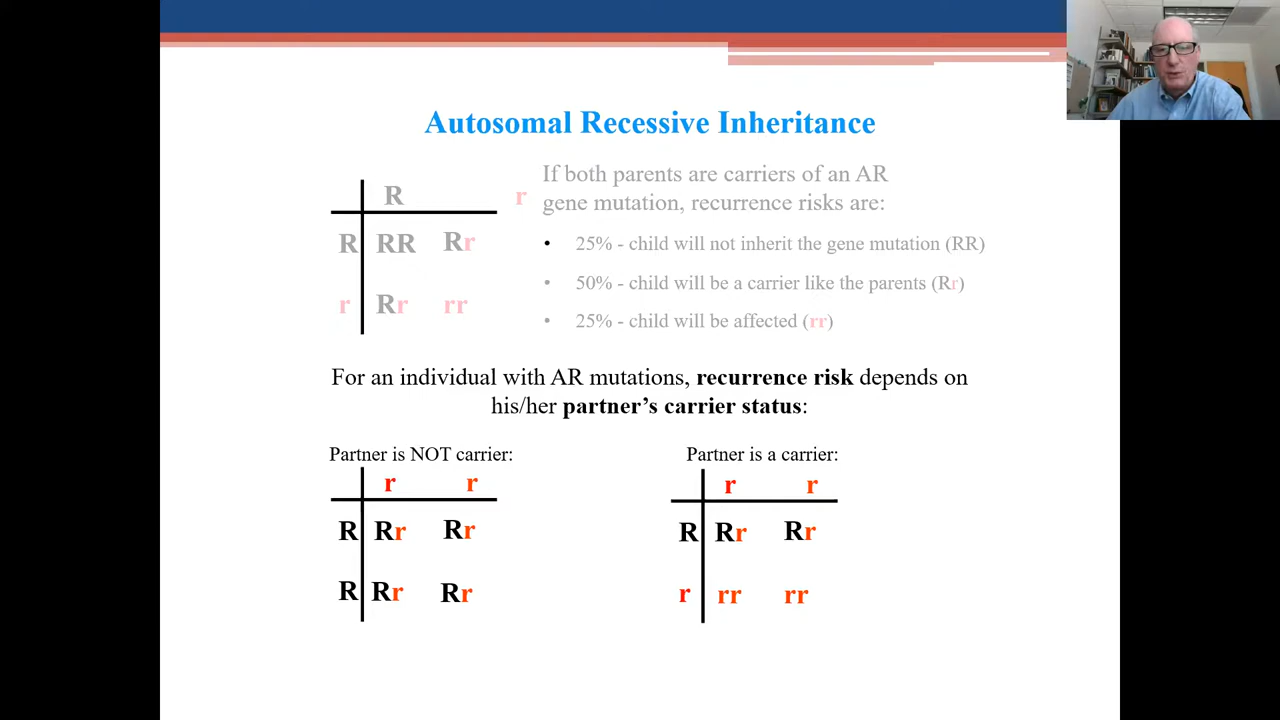 Autosomal Recessive Inheritance
R r
R RR Rr
r Rr rr
If both parents are carriers of an AR
gene mutation, recurrence risks are:
• 25% - child will not inherit the gene mutation (RR)
• 50% - child will be a carrier like the parents (Rr)
• 25% - child will be affected (rr)
For an individual with AR mutations, recurrence risk depends on
his/her partner's carrier status:
Partner is NOT carrier:
r r
R Rr Rr
R Rr Rr
Partner is a carrier:
r r
R Rr Rr
r rr rr